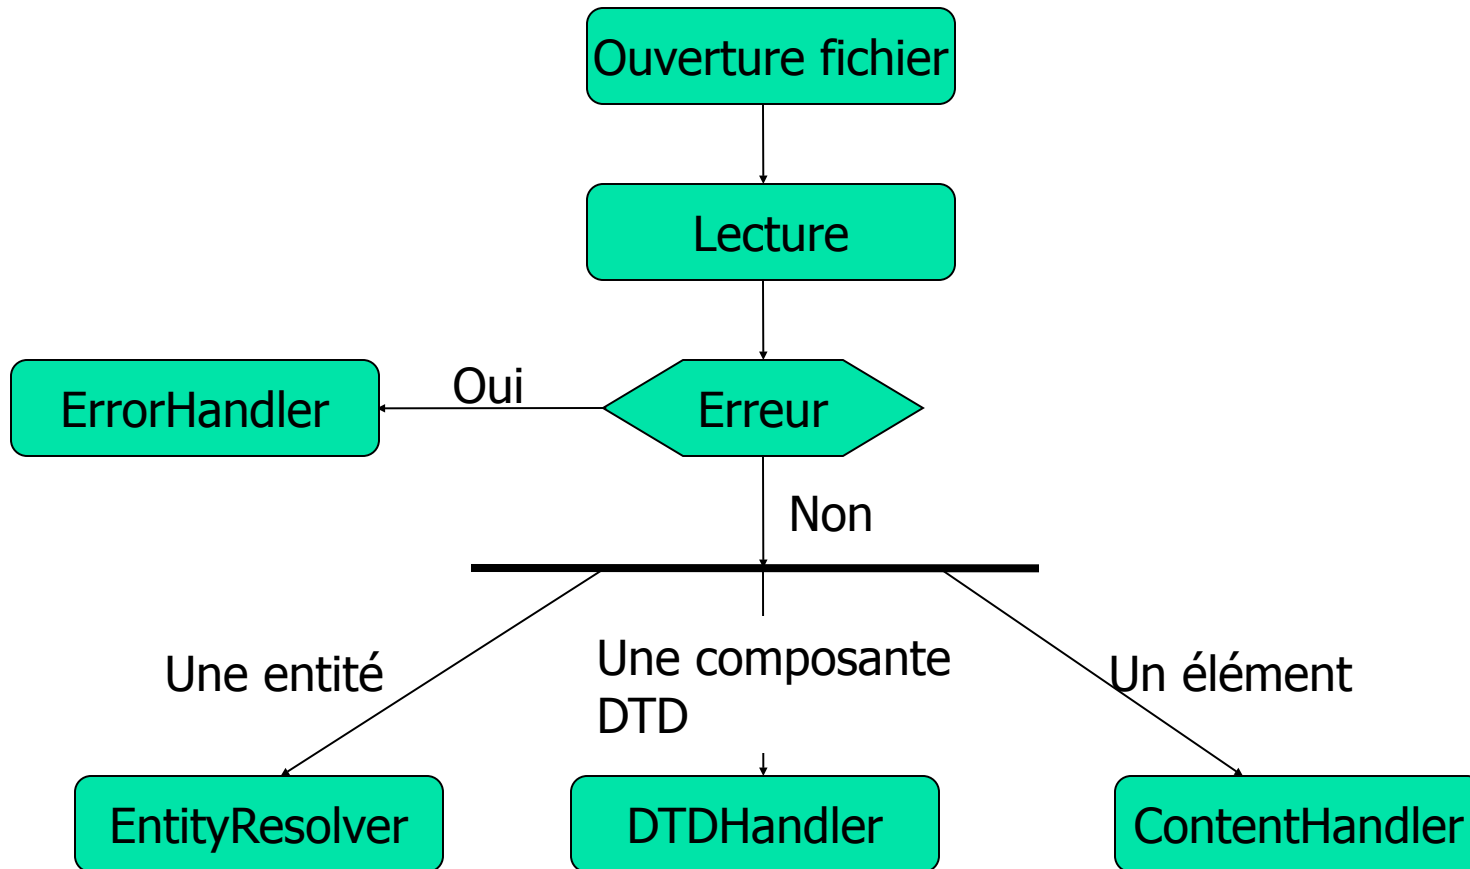 Ouverture fichier
Lecture
ErrorHandler
Oui
Erreur
Non
Une entité
Une composante
DTD
Un élément
EntityResolver
DTDHandler
ContentHandler